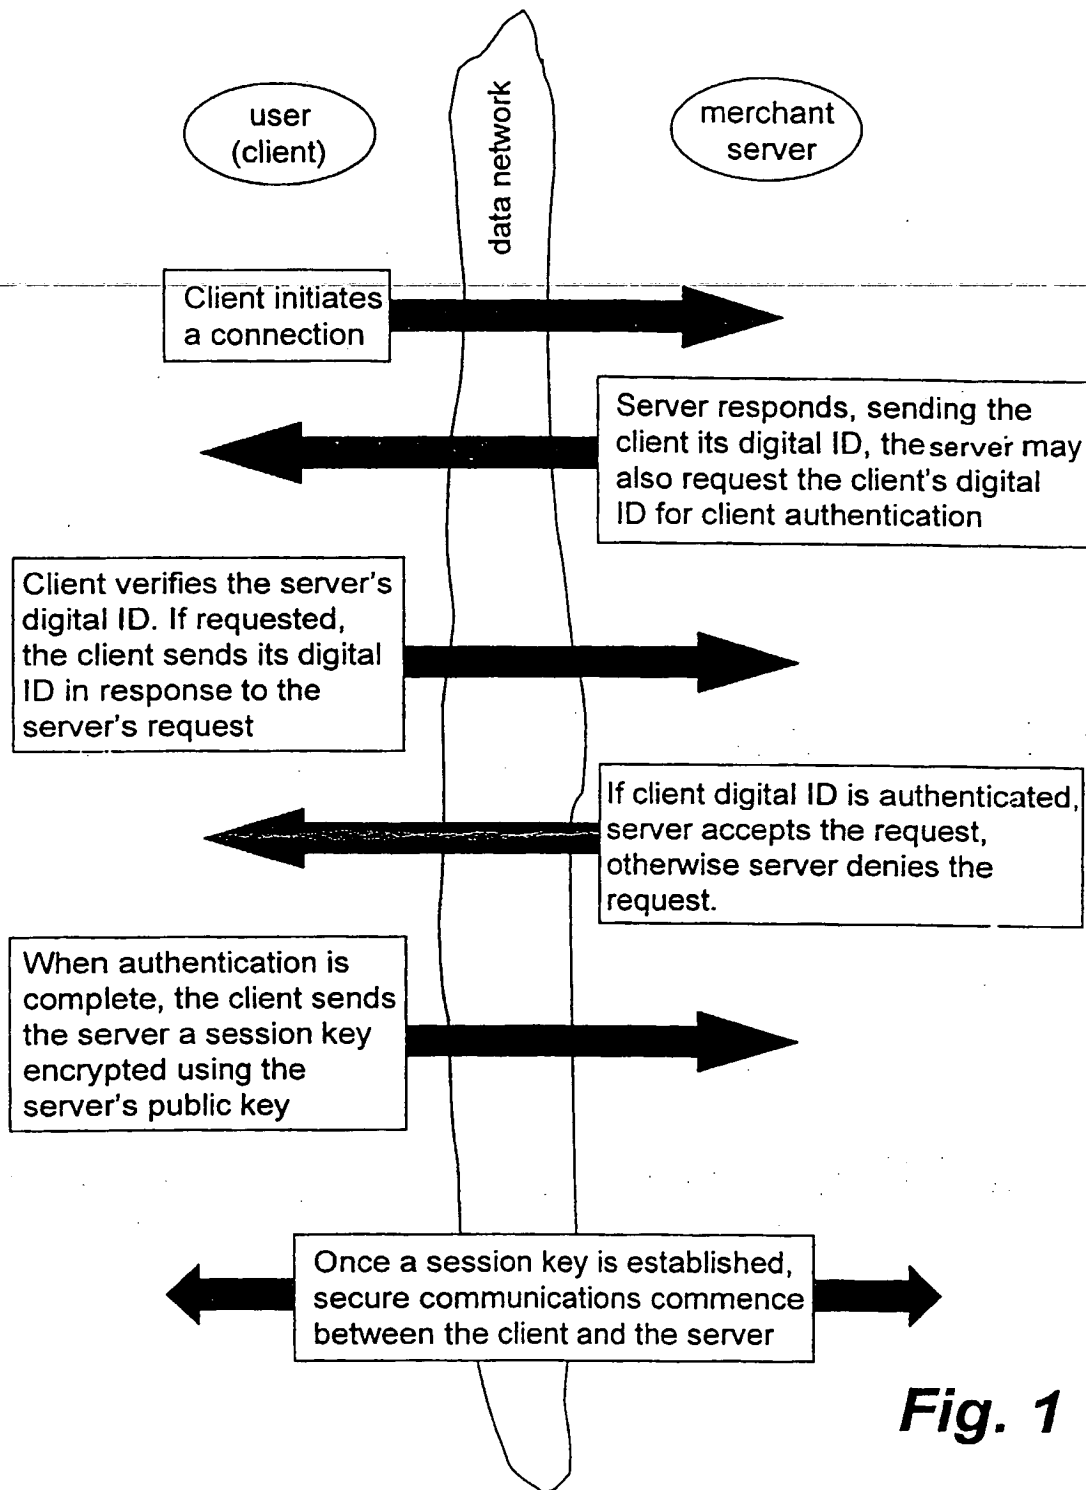 user
(client)
data network
merchant
server
Client initiates
a connection
Server responds, sending the
client its digital ID, the server may
also request the client's digital
ID for client authentication
Client verifies the server's
digital ID. If requested,
the client sends its digital
ID in response to the
server's request
If client digital ID is authenticated,
server accepts the request,
otherwise server denies the
request.
When authentication is
complete, the client sends
the server a session key
encrypted using the
server's public key
Once a session key is established,
secure communications commence
between the client and the server
Fig. 1